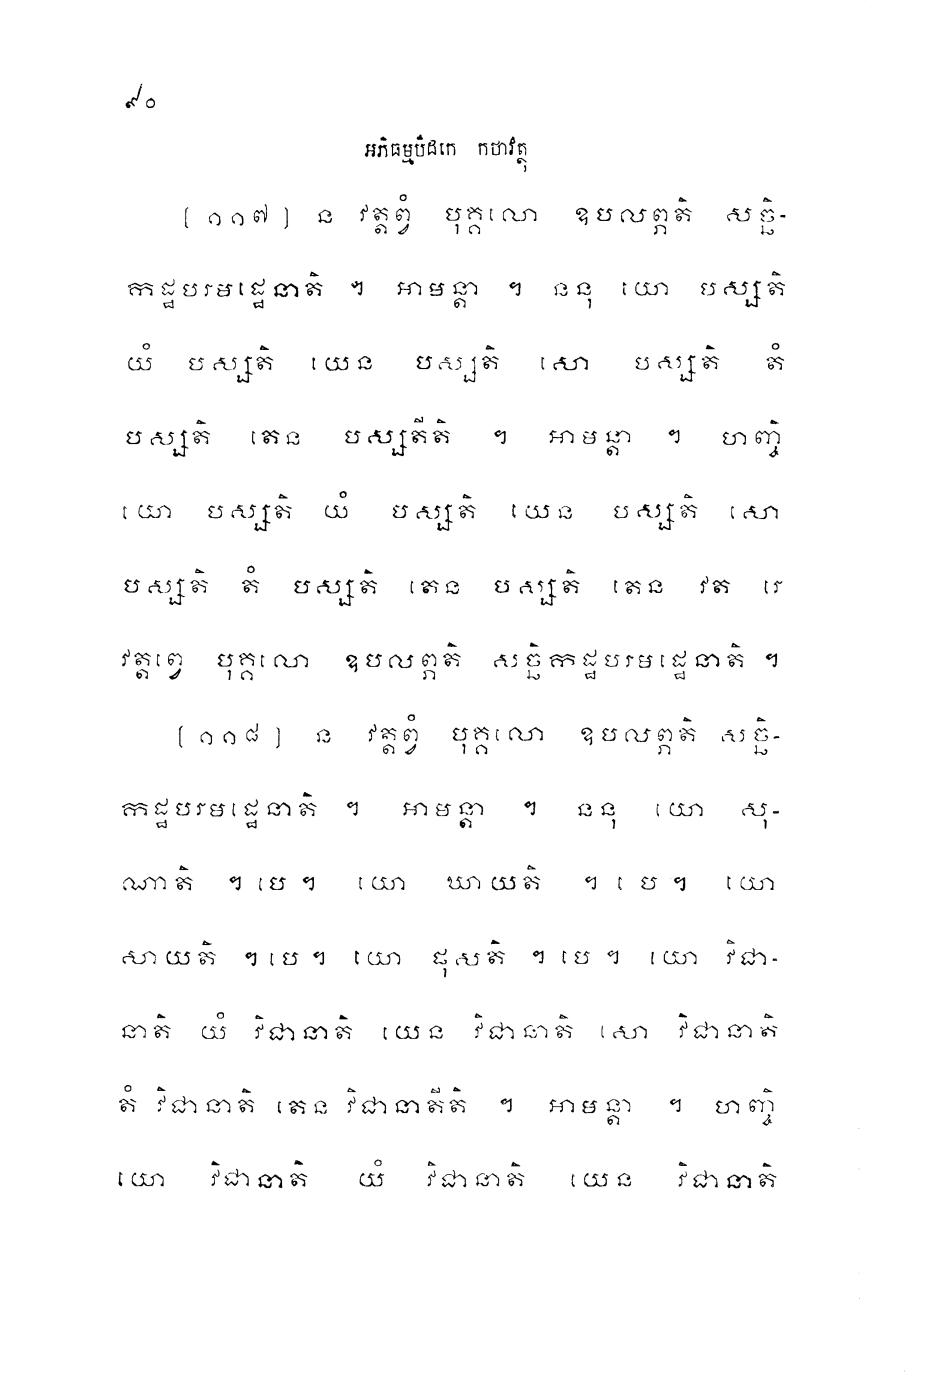 ៩០
អភិធម្មបិដកេ កថាវត្ថុ
[១១៧] ន វត្តព្វំ បុគ្គលោ ឧបលព្ភតិ សច្ឆិ-
កដ្ឋបរមដ្ឋេនាតិ ។ អាមន្តា ។ ននុ យោ បស្សតិ
យំ បស្សតិ យេន បស្សតិ សោ បស្សតិ តំ
បស្សតិ តេន បស្សតីតិ ។ អាមន្តា ។ ហញ្ចិ
យោ បស្សតិ យំ បស្សតិ យេន បស្សតិ សោ
បស្សតិ តំ បស្សតិ តេន បស្សតិ តេន វត រេ
វត្តព្វេ បុគ្គលោ ឧបលព្ភតិ សច្ឆិកដ្ឋបរមដ្ឋេនាតិ ។
[១១៨] ន វត្តព្វំ បុគ្គលោ ឧបលព្ភតិ សច្ឆិ-
កដ្ឋបរមដ្ឋេនាតិ ។ អាមន្តា ។ ននុ យោ សុ-
ណាតិ ។បេ។ យោ ឃាយតិ ។បេ។ យោ
សាយតិ ។បេ។ យោ ផុសតិ ។បេ។ យោ វិជា-
នាតិ យំ វិជានាតិ យេន វិជានាតិ សោ វិជានាតិ
តំ វិជានាតិ តេន វិជានាតីតិ ។ អាមន្តា ។ ហញ្ចិ
យោ វិជានាតិ យំ វិជានាតិ យេន វិជានាតិ